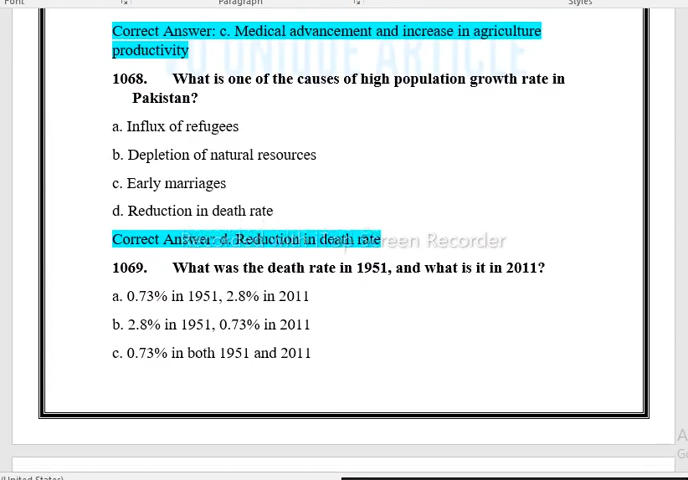 Font
Paragraph
Styles
Correct Answer: c. Medical advancement and increase in agriculture
productivity
UNIQUE ARTICLE
1068. What is one of the causes of high population growth rate in
Pakistan?
a. Influx of refugees
b. Depletion of natural resources
c. Early marriages
d. Reduction in death rate
Correct Answer: d. Reduction in death rate
Screen Recorder
1069. What was the death rate in 1951, and what is it in 2011?
a. 0.73% in 1951, 2.8% in 2011
b. 2.8% in 1951, 0.73% in 2011
c. 0.73% in both 1951 and 2011
(United States)